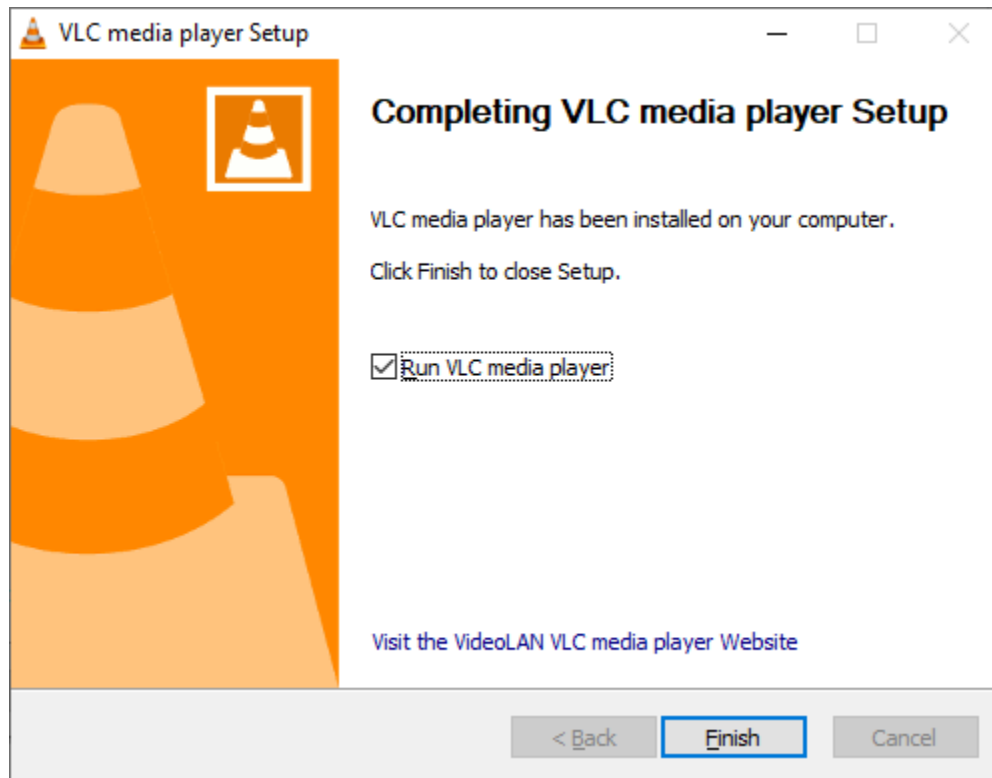 VLC media player Setup
Completing VLC media player Setup
VLC media player has been installed on your computer.
Click Finish to close Setup.
Run VLC media player
Visit the VideoLAN VLC media player Website
< Back
Finish
Cancel